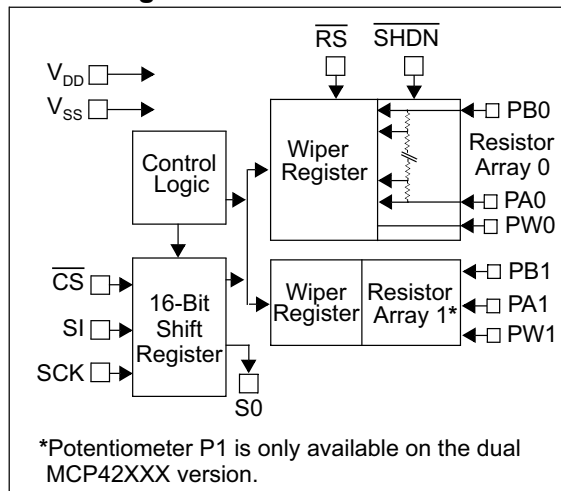 RS
SHDN
VDD
VSS
PB0
Wiper
Register
Resistor
Array 0
Control
Logic
PA0
PW0
CS
16-Bit
Shift
Register
SI
SCK
Wiper
Register
Resistor
Array 1*
PB1
PA1
PW1
S0
*Potentiometer P1 is only available on the dual
MCP42XXX version.